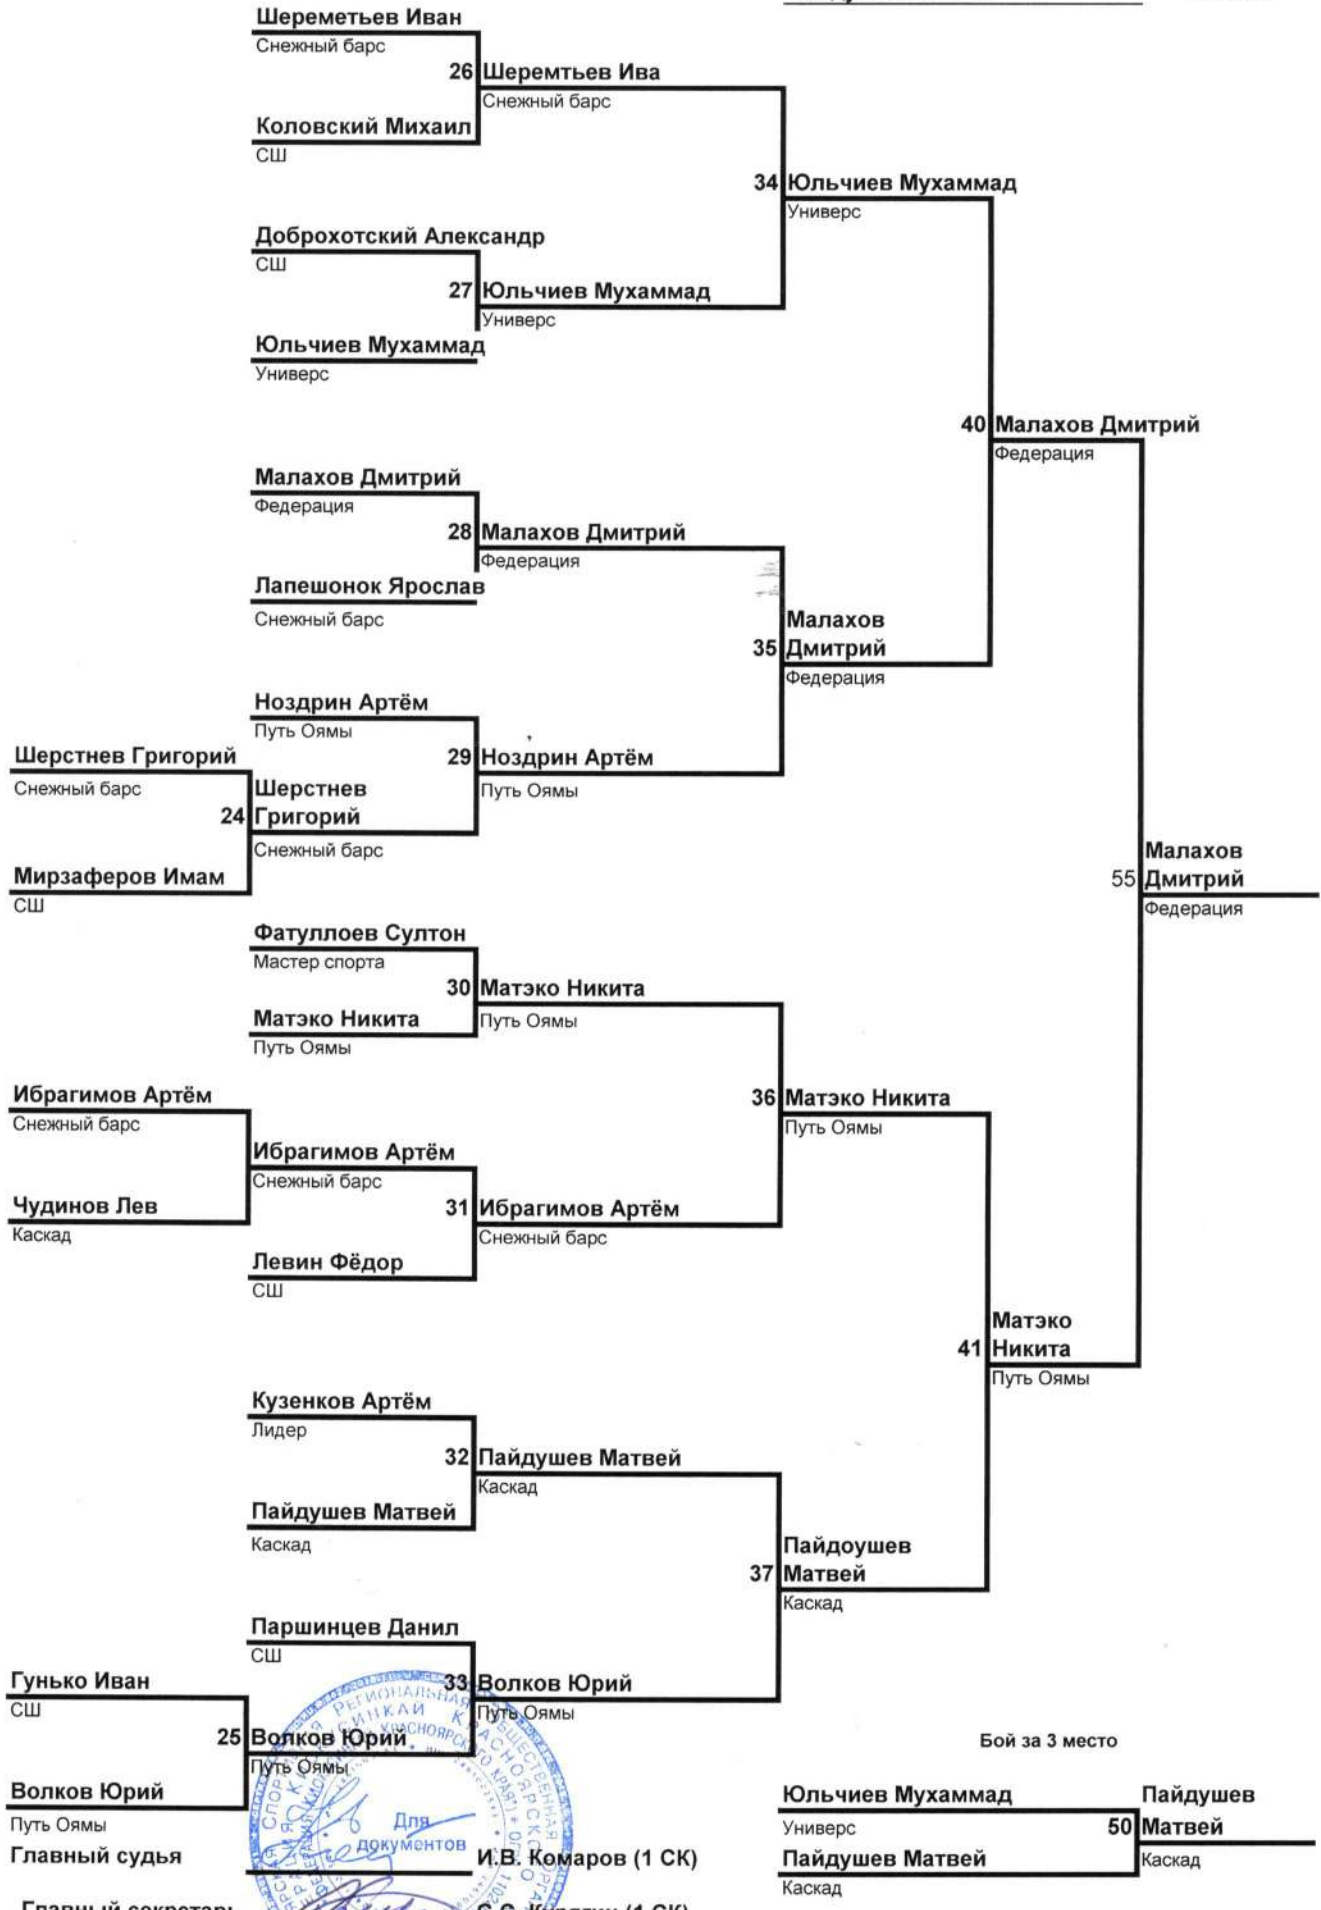 Шереметьев Иван
Снежный барс
26 Шеремтьев Ива
Снежный барс
Коловский Михаил
СШ
34 Юльчиев Мухаммад
Универс
Доброхотский Александр
СШ
27 Юльчиев Мухаммад
Универс
Юльчиев Мухаммад
Универс
40 Малахов Дмитрий
Федерация
Малахов Дмитрий
Федерация
28 Малахов Дмитрий
Федерация
Лапешонок Ярослав
Снежный барс
Малахов
35 Дмитрий
Федерация
Ноздрин Артём
Путь Оямы
29 Ноздрин Артём
Путь Оямы
Шерстнев Григорий
Снежный барс
Шерстнев
24 Григорий
Снежный барс
Мирзаферов Имам
СШ
Малахов
55 Дмитрий
Федерация
Фатуллоев Султон
Мастер спорта
30 Матэко Никита
Путь Оямы
Матэко Никита
Путь Оямы
36 Матэко Никита
Путь Оямы
Ибрагимов Артём
Снежный барс
Ибрагимов Артём
Снежный барс
Чудинов Лев
Каскад
31 Ибрагимов Артём
Снежный барс
Левин Фёдор
СШ
Матэко
41 Никита
Путь Оямы
Кузенков Артём
Лидер
32 Пайдушев Матвей
Каскад
Пайдушев Матвей
Каскад
Пайдоушев
37 Матвей
Каскад
Паршинцев Данил
СШ
33 Волков Юрий
Путь Оямы
Гунько Иван
СШ
25 Волков Юрий
Путь Оямы
Волков Юрий
Путь Оямы
Бой за 3 место
Юльчиев Мухаммад
Универс
Пайдушев
50 Матвей
Каскад
Пайдушев Матвей
Каскад
Для
документов
Главный судья
И.В. Комаров (1 СК)
Главный секретарь